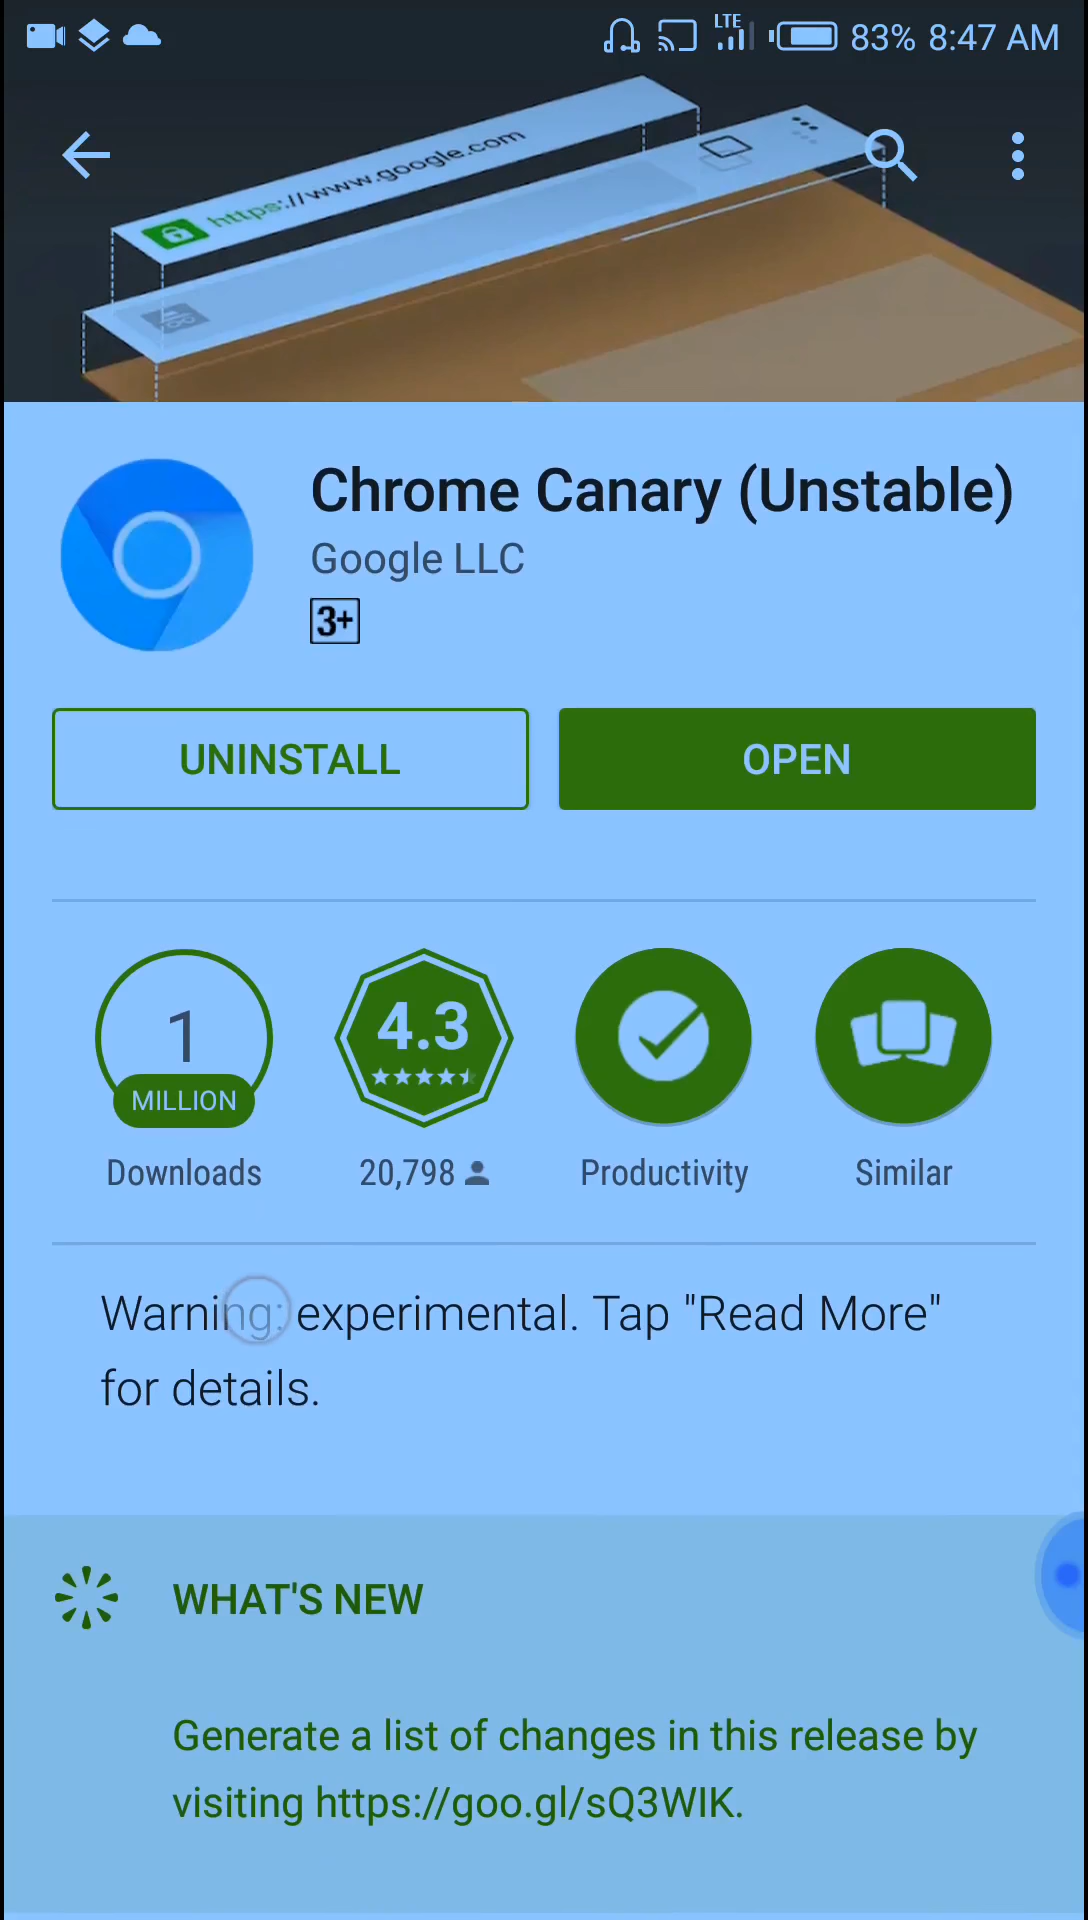 LTE
83% 8:47 AM
https://www.google.com
Chrome Canary (Unstable)
Google LLC
3+
UNINSTALL
OPEN
1
MILLION
Downloads
4.3
20,798
Productivity
Similar
Warning: experimental. Tap "Read More"
for details.
WHAT'S NEW
Generate a list of changes in this release by
visiting https://goo.gl/sQ3WIK.